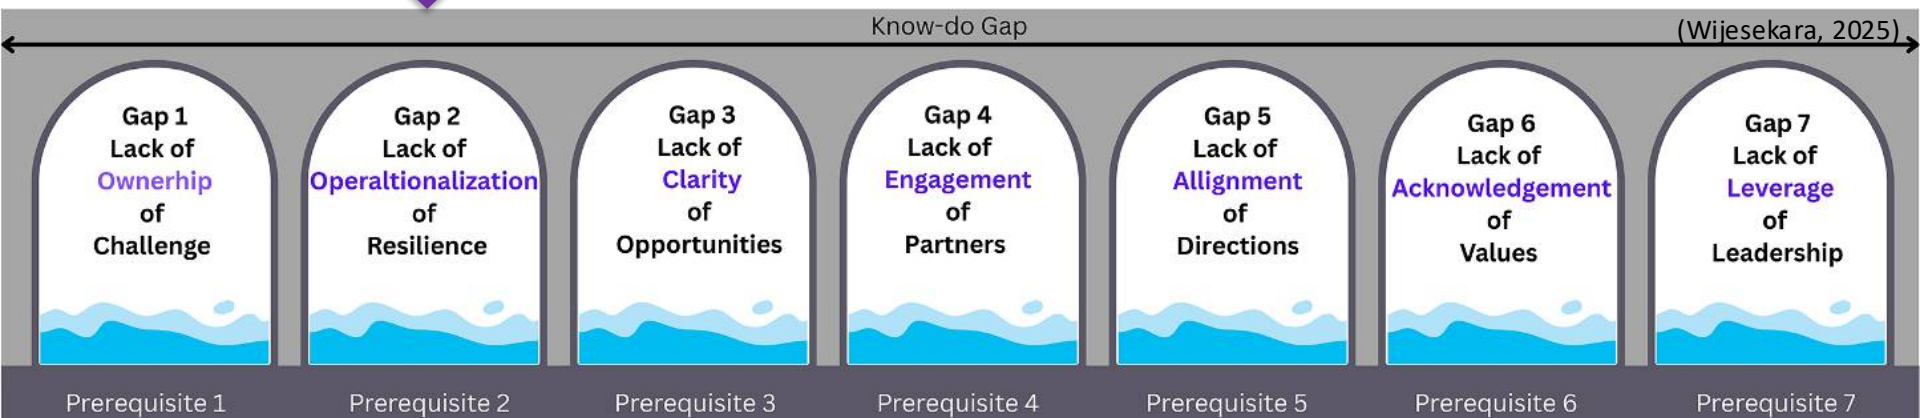 Know-do Gap
(Wijesekara, 2025)
Gap 1
Lack of
Ownerhip
of
Challenge
Gap 2
Lack of
Operaltionalization
of
Resilience
Gap 3
Lack of
Clarity
of
Opportunities
Gap 4
Lack of
Engagement
of
Partners
Gap 5
Lack of
Allignment
of
Directions
Gap 6
Lack of
Acknowledgement
of
Values
Gap 7
Lack of
Leverage
of
Leadership
Prerequisite 1
Prerequisite 2
Prerequisite 3
Prerequisite 4
Prerequisite 5
Prerequisite 6
Prerequisite 7